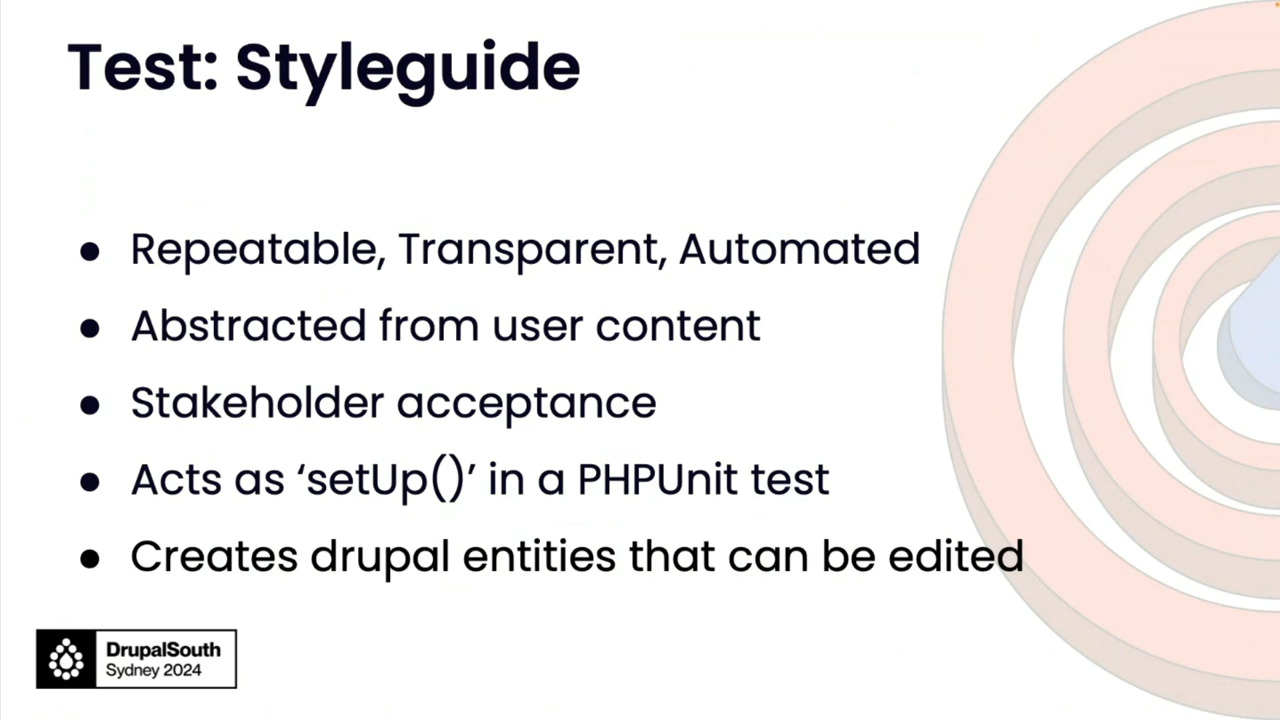 Test: Styleguide
● Repeatable, Transparent, Automated
● Abstracted from user content
● Stakeholder acceptance
● Acts as ‘setUp()’ in a PHPUnit test
● Creates drupal entities that can be edited
DrupalSouth
Sydney 2024